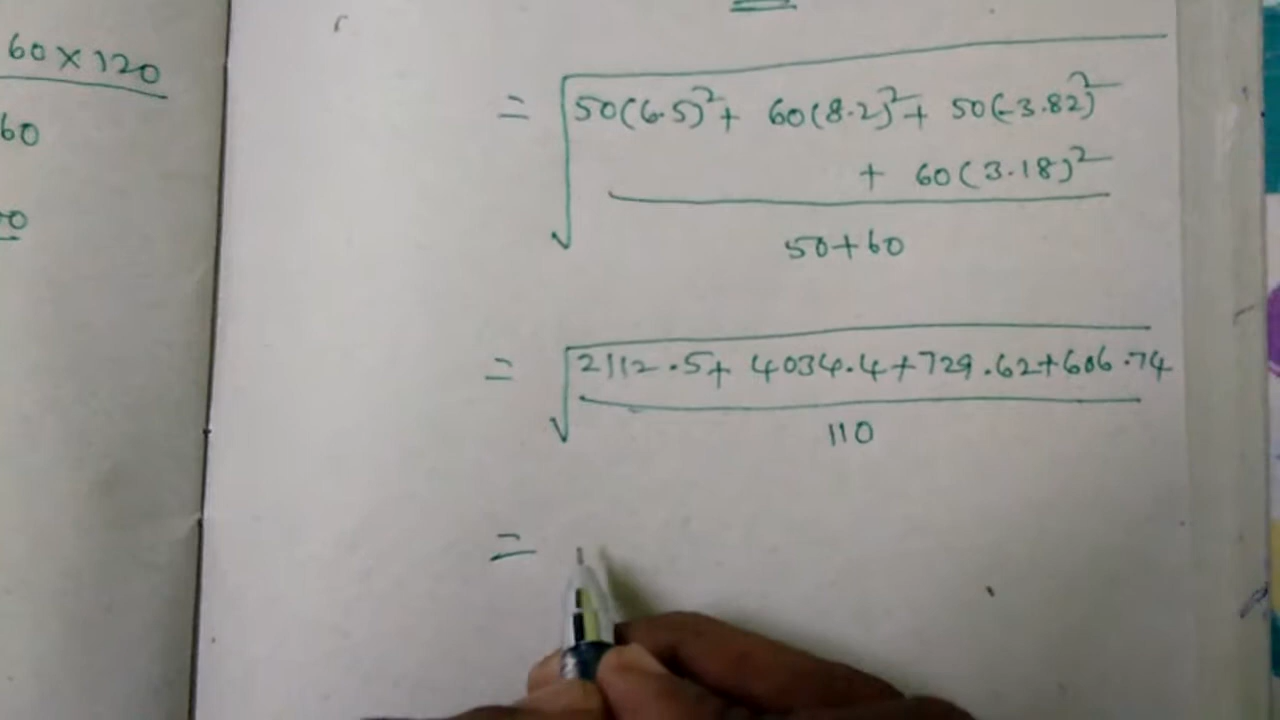 60 × 120
60
= √ 50(6.5)² + 60(8.2)² + 50(-3.82)²
+ 60(3.18)²
50+60
= √ 2112.5 + 4034.4 + 729.62 + 606.74
110
=